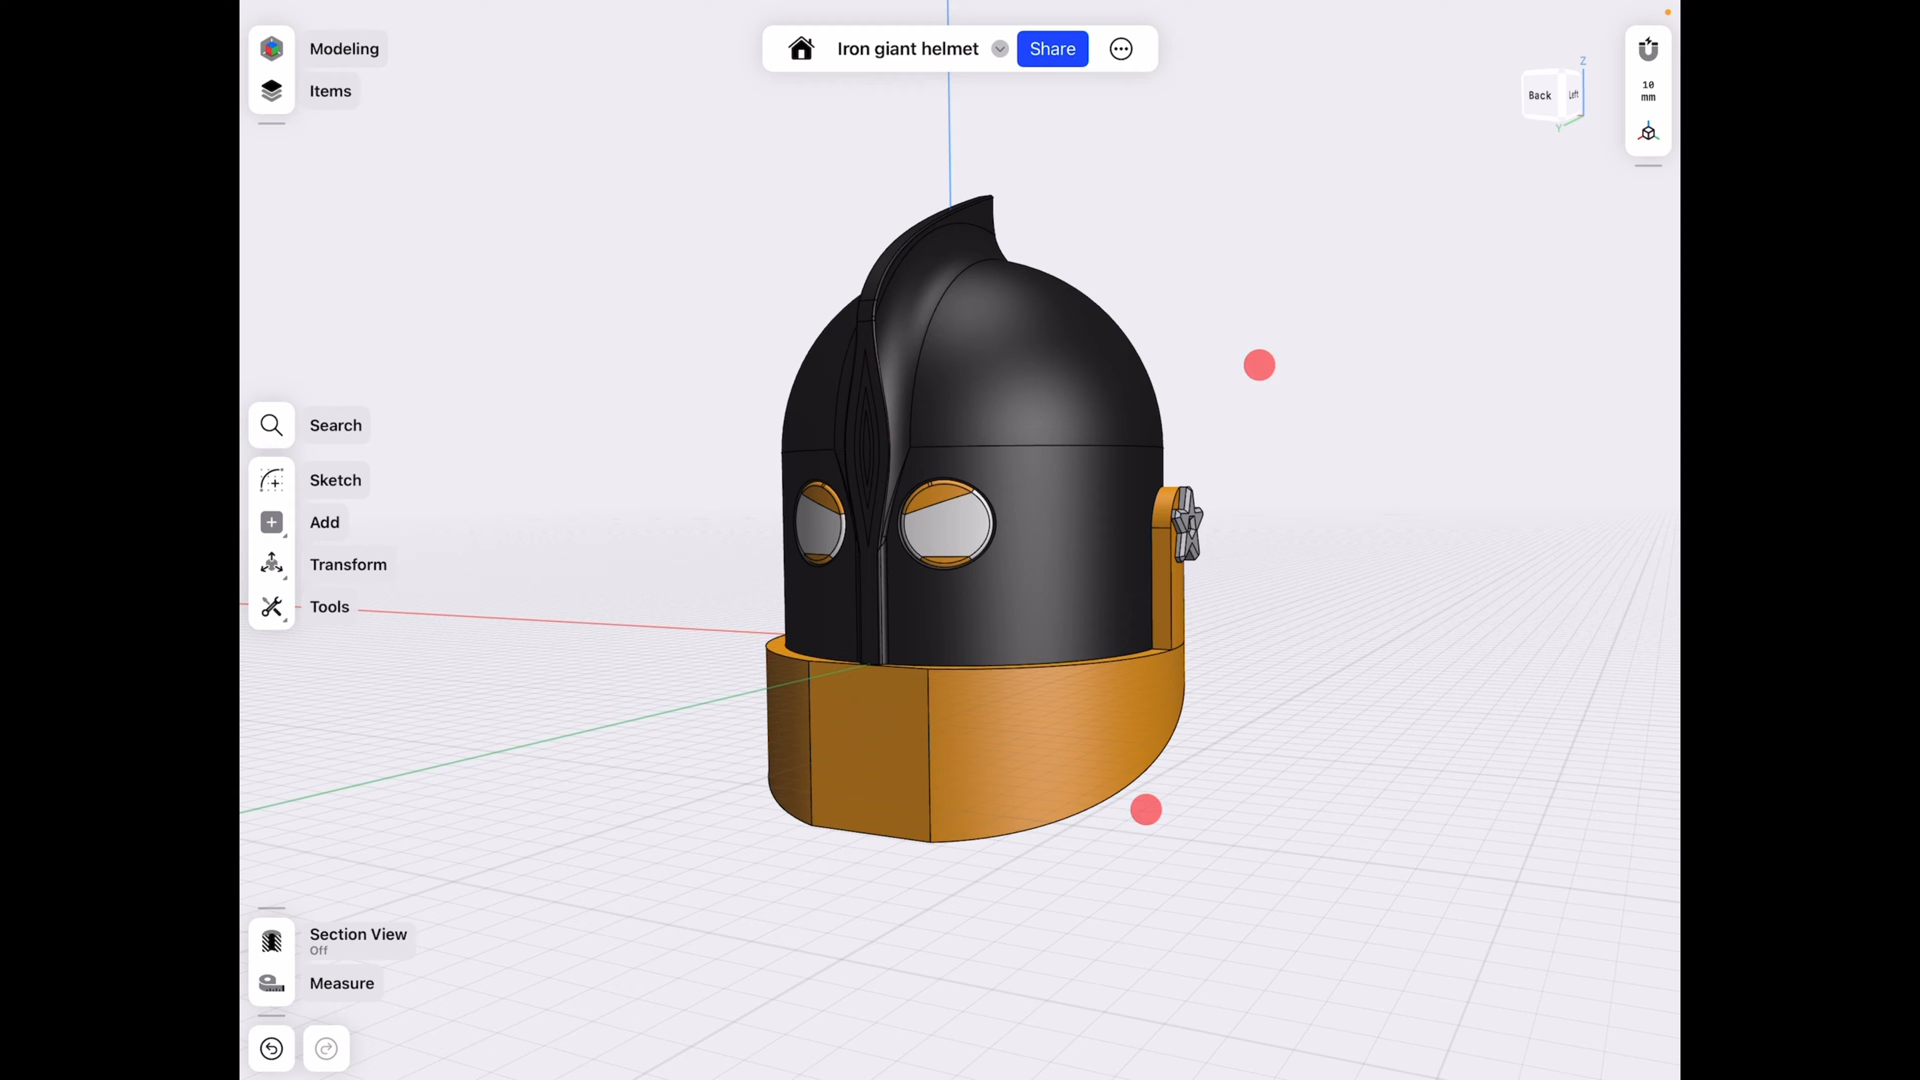 Modeling
Items
Iron giant helmet
Share
Z
Back
Left
Y
10
mm
Search
Sketch
Add
Transform
Tools
Section View
Off
Measure